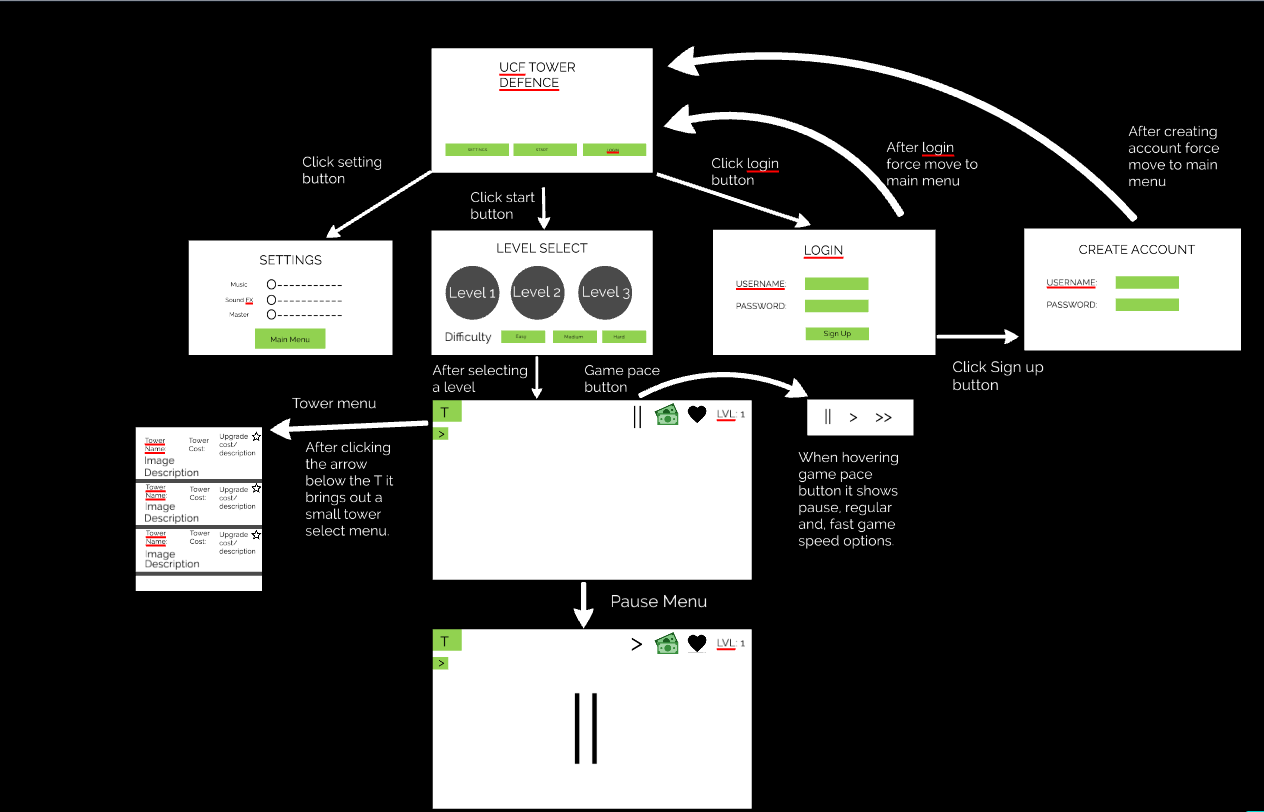 UCF TOWER
DEFENCE
SETTINGS
START
LOGIN
Click setting
button
Click start
button
Click login
button
After login
force move to
main menu
After creating
account force
move to main
menu
SETTINGS
Music
Sound FX
Master
Main Menu
LEVEL SELECT
Level 1
Level 2
Level 3
Difficulty
Easy
Medium
Hard
LOGIN
USERNAME:
PASSWORD:
Sign Up
CREATE ACCOUNT
USERNAME:
PASSWORD:
Click Sign up
button
After selecting
a level
Game pace
button
Tower menu
After clicking
the arrow
below the T it
brings out a
small tower
select menu.
T
>
||
LVL: 1
|| > >>
When hovering
game pace
button it shows
pause, regular
and, fast game
speed options.
Tower
Name:
Image
Description
Tower
Cost:
Upgrade
cost/
description
Tower
Name:
Image
Description
Tower
Cost:
Upgrade
cost/
description
Tower
Name:
Image
Description
Tower
Cost:
Upgrade
cost/
description
Pause Menu
T
>
>
LVL: 1
||